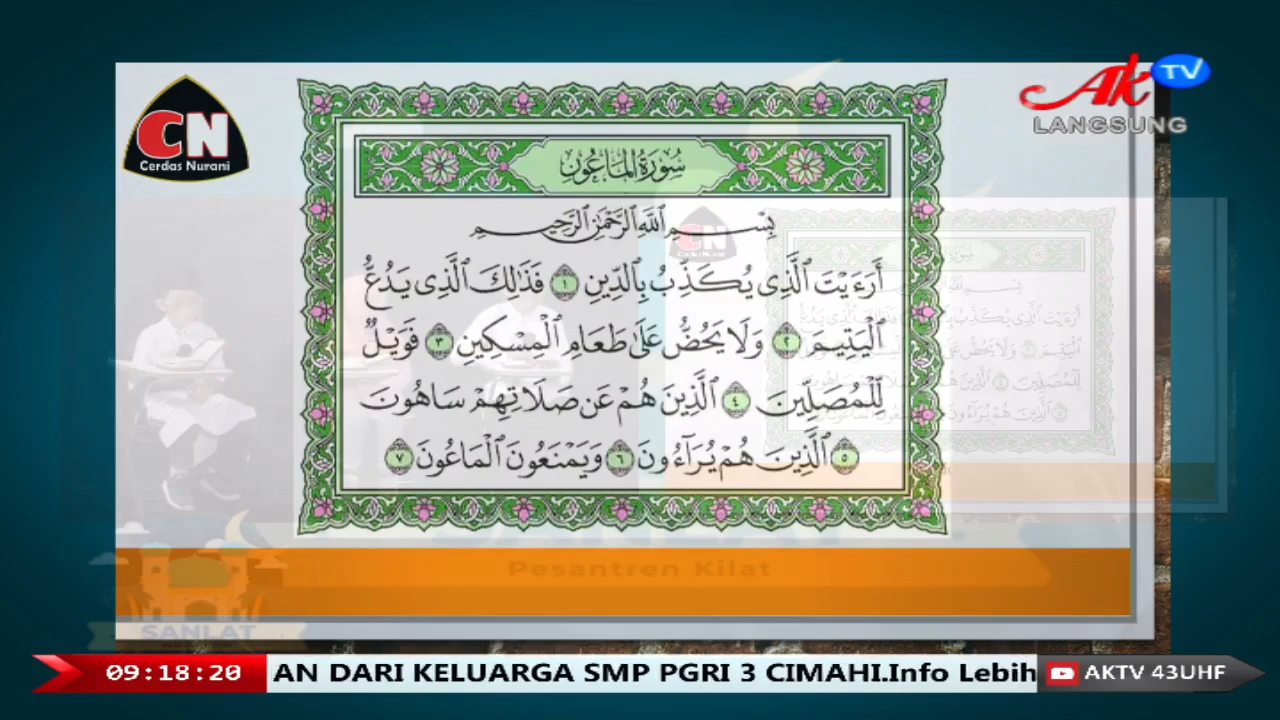 CN
Cerdas Nurani
Ak TV
LANGSUNG
سُورَةُ الْمَاعُونِ
بِسْمِ ٱللَّهِ ٱلرَّحْمَٰنِ ٱلرَّحِيمِ
أَرَءَيْتَ ٱلَّذِى يُكَذِّبُ بِٱلدِّينِ ١ فَذَٰلِكَ ٱلَّذِى يَدُعُّ
ٱلْيَتِيمَ ٢ وَلَا يَحُضُّ عَلَىٰ طَعَامِ ٱلْمِسْكِينِ ٣ فَوَيْلٌ
لِّلْمُصَلِّينَ ٤ ٱلَّذِينَ هُمْ عَن صَلَاتِهِمْ سَاهُونَ
٥ ٱلَّذِينَ هُمْ يُرَآءُونَ ٦ وَيَمْنَعُونَ ٱلْمَاعُونَ ٧
Pesantren Kilat
SANLAT
09:18:20 AN DARI KELUARGA SMP PGRI 3 CIMAHI.Info Lebih AKTV 43UHF